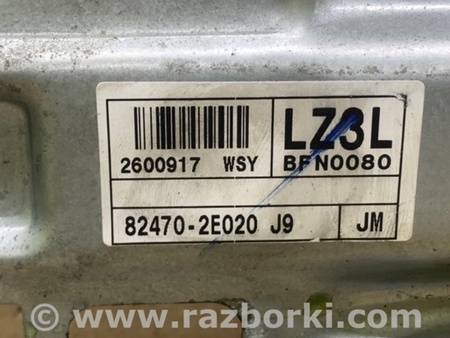 LZ3L
2600917 WSY BFN0080
82470-2E020 J9 JM
© - www.razborki.com